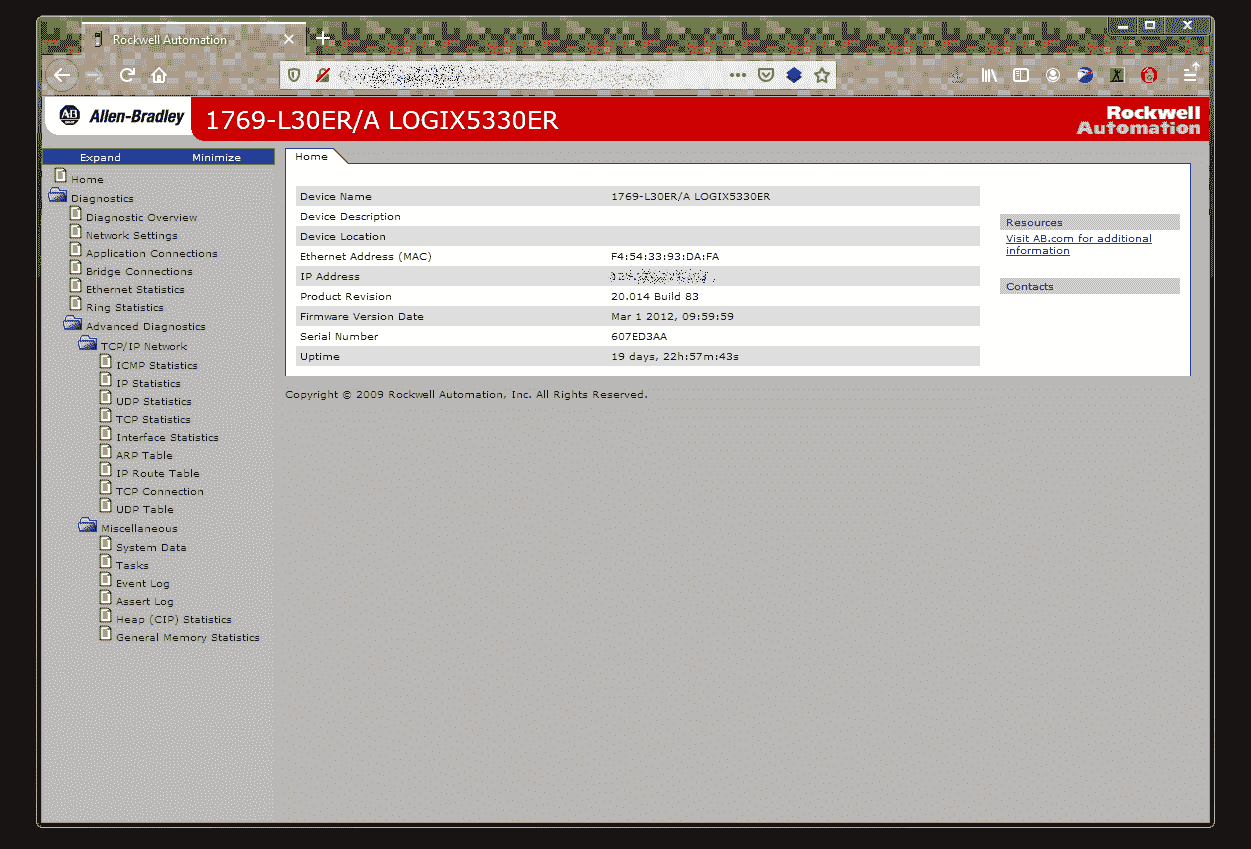 Rockwell Automation
Allen-Bradley
1769-L30ER/A LOGIX5330ER
Rockwell
Automation
Expand Minimize
Home
Diagnostics
Diagnostic Overview
Network Settings
Application Connections
Bridge Connections
Ethernet Statistics
Ring Statistics
Advanced Diagnostics
TCP/IP Network
ICMP Statistics
IP Statistics
UDP Statistics
TCP Statistics
Interface Statistics
ARP Table
IP Route Table
TCP Connection
UDP Table
Miscellaneous
System Data
Tasks
Event Log
Assert Log
Heap (CIP) Statistics
General Memory Statistics
Home
Device Name 1769-L30ER/A LOGIX5330ER
Device Description
Device Location
Ethernet Address (MAC) F4:54:33:93:DA:FA
IP Address
Product Revision 20.014 Build 83
Firmware Version Date Mar 1 2012, 09:59:59
Serial Number 607ED3AA
Uptime 19 days, 22h:57m:43s
Resources
Visit AB.com for additional
information
Contacts
Copyright © 2009 Rockwell Automation, Inc. All Rights Reserved.